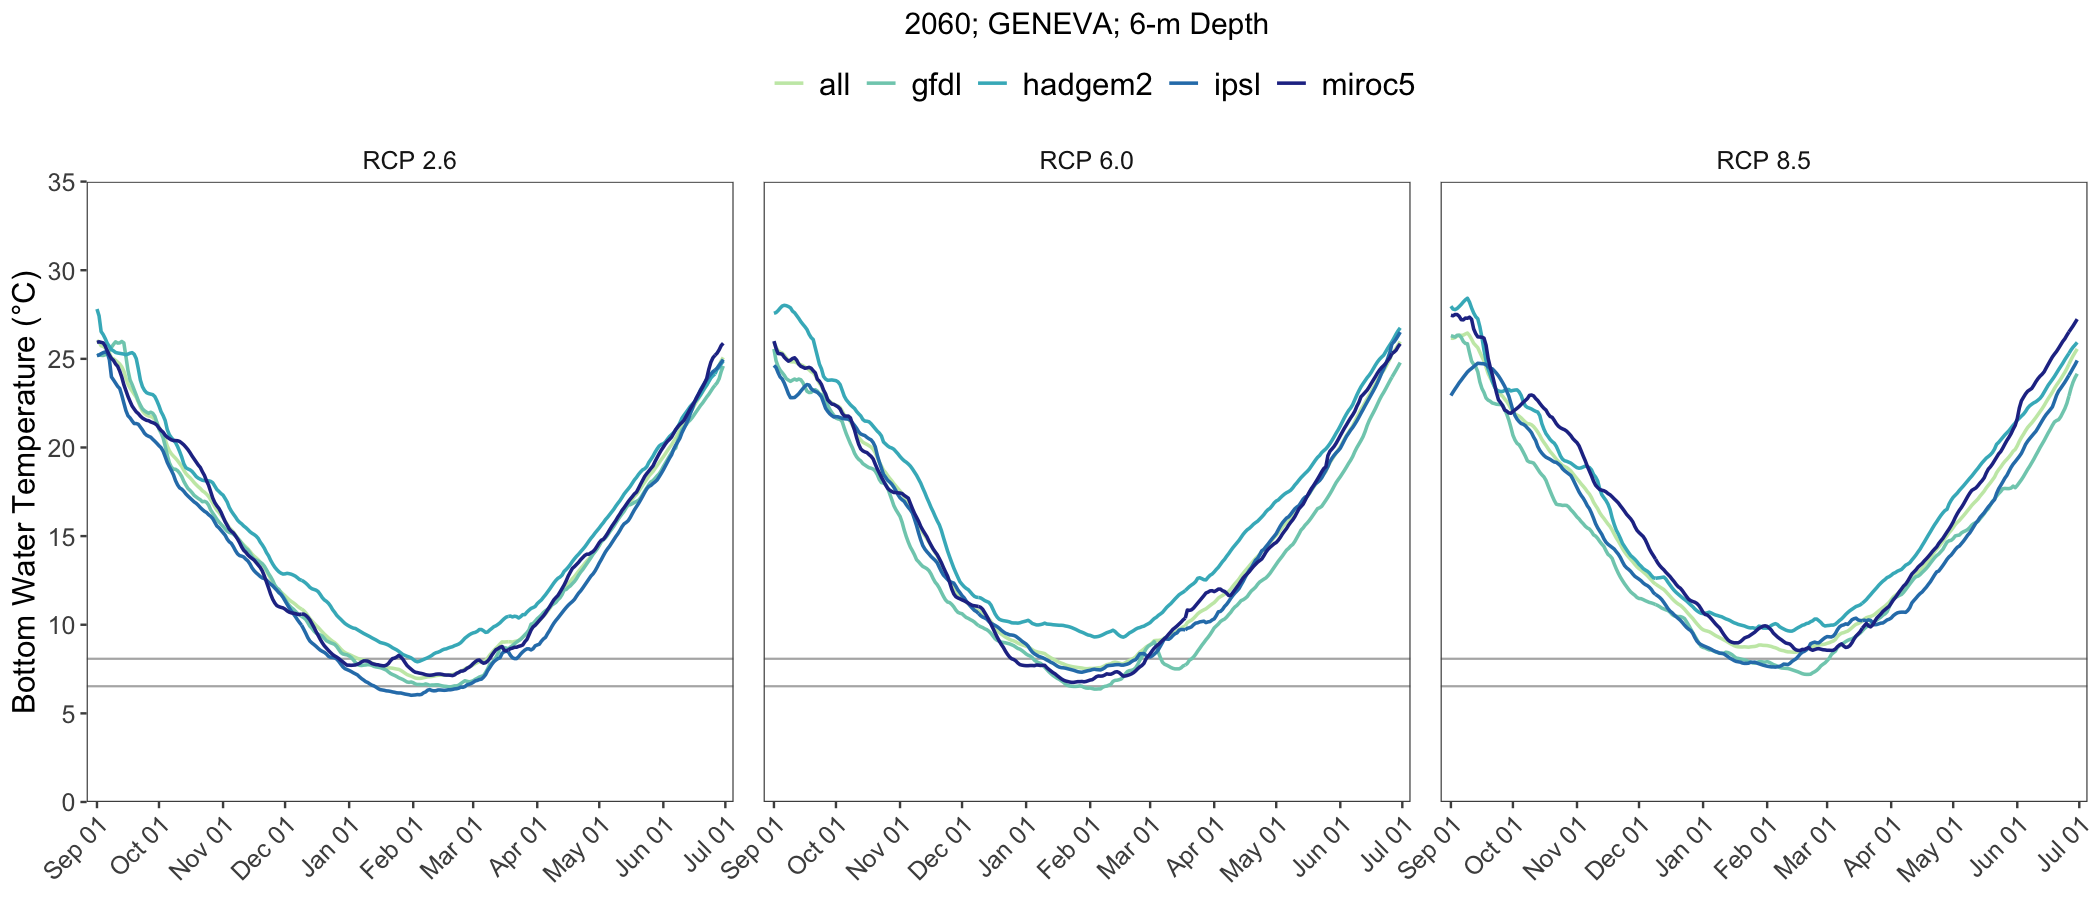 2060; GENEVA; 6-m Depth
all gfdl hadgem2 ipsl miroc5
RCP 2.6 RCP 6.0 RCP 8.5
Bottom Water Temperature (°C)
35
30
25
20
15
10
5
0
Sep 01 Oct 01 Nov 01 Dec 01 Jan 01 Feb 01 Mar 01 Apr 01 May 01 Jun 01 Jul 01 Sep 01 Oct 01 Nov 01 Dec 01 Jan 01 Feb 01 Mar 01 Apr 01 May 01 Jun 01 Jul 01 Sep 01 Oct 01 Nov 01 Dec 01 Jan 01 Feb 01 Mar 01 Apr 01 May 01 Jun 01 Jul 01